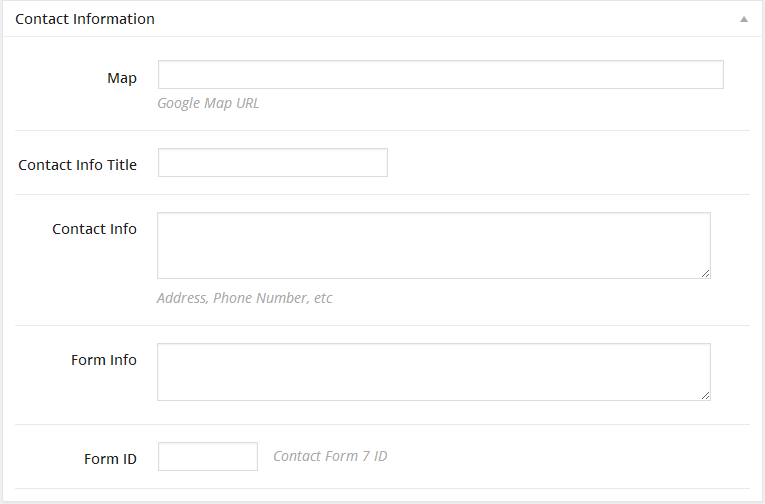 Contact Information
Map
Google Map URL
Contact Info Title
Contact Info
Address, Phone Number, etc
Form Info
Form ID Contact Form 7 ID